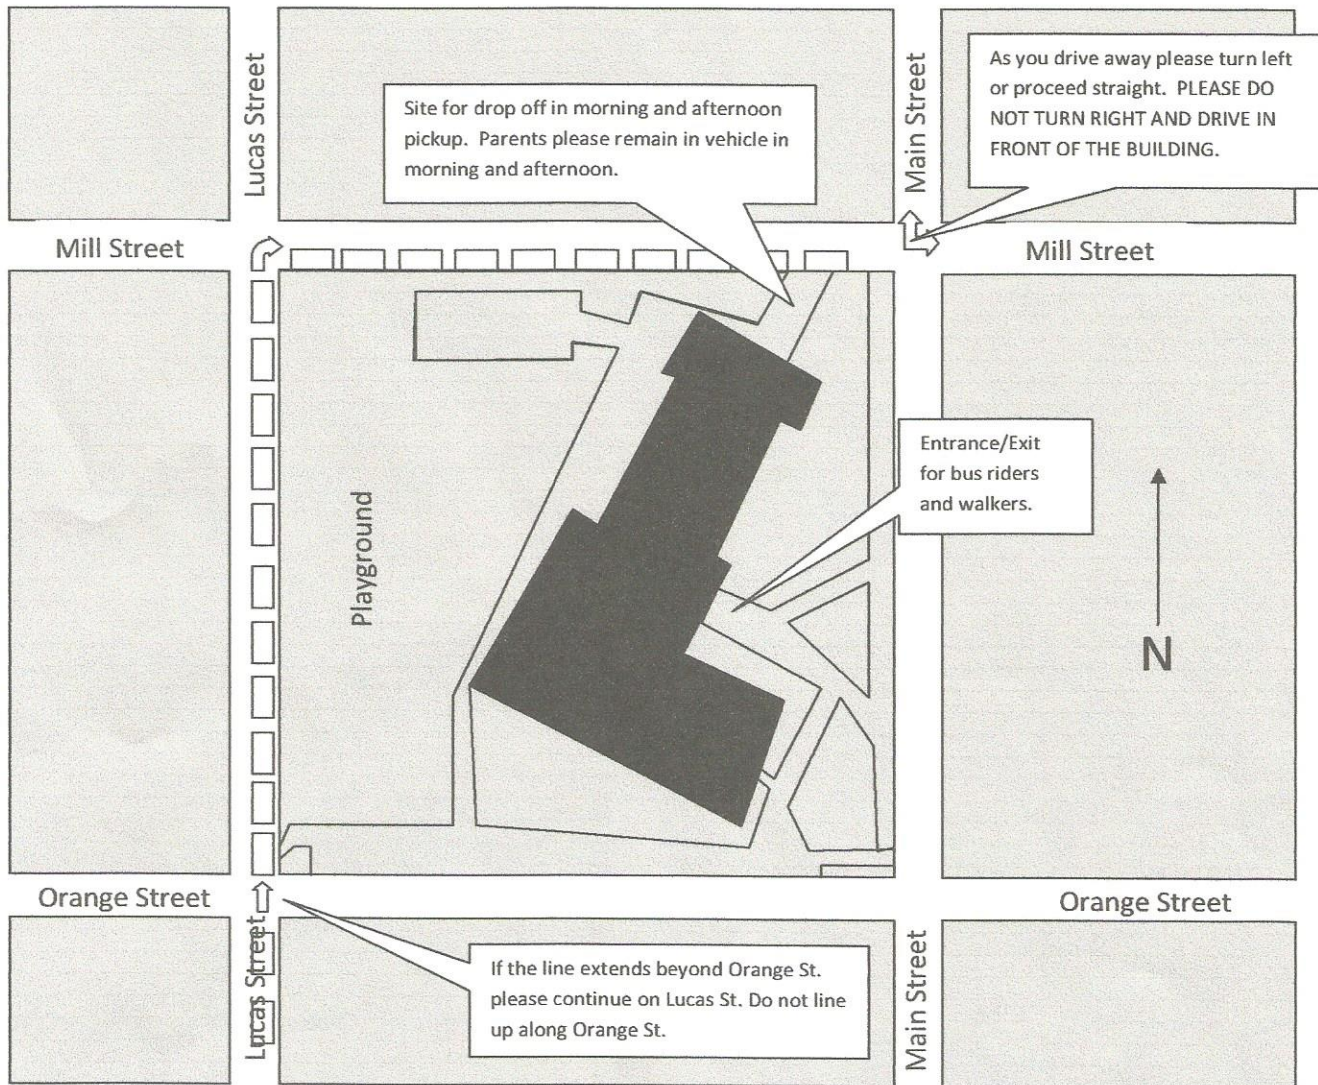 Lucas Street
Main Street
As you drive away please turn left
or proceed straight. PLEASE DO
NOT TURN RIGHT AND DRIVE IN
FRONT OF THE BUILDING.
Site for drop off in morning and afternoon
pickup. Parents please remain in vehicle in
morning and afternoon.
Mill Street
Mill Street
Entrance/Exit
for bus riders
and walkers.
Playground
N
Orange Street
Orange Street
Lucas Street
If the line extends beyond Orange St.
please continue on Lucas St. Do not line
up along Orange St.
Main Street